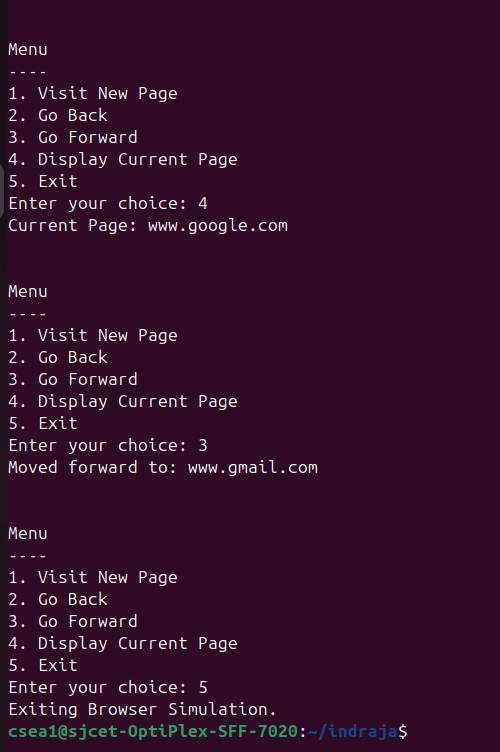 Menu
----
1. Visit New Page
2. Go Back
3. Go Forward
4. Display Current Page
5. Exit
Enter your choice: 4
Current Page: www.google.com
Menu
----
1. Visit New Page
2. Go Back
3. Go Forward
4. Display Current Page
5. Exit
Enter your choice: 3
Moved forward to: www.gmail.com
Menu
----
1. Visit New Page
2. Go Back
3. Go Forward
4. Display Current Page
5. Exit
Enter your choice: 5
Exiting Browser Simulation.
csea1@sjcet-OptiPlex-SFF-7020:~/indraja$